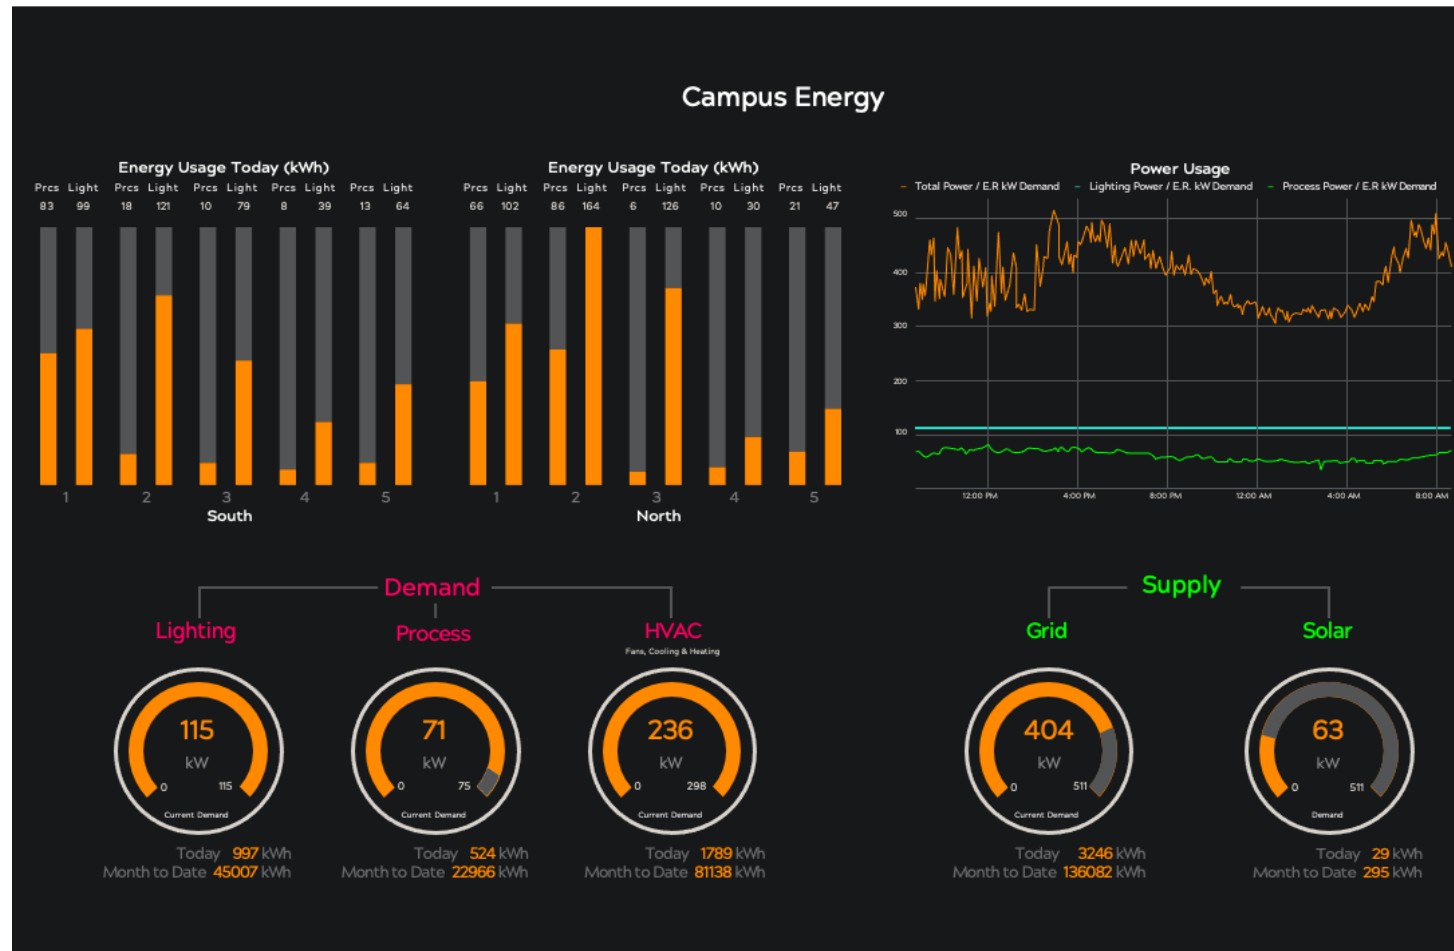 Campus Energy
Energy Usage Today (kWh)
Prcs Light Prcs Light Prcs Light Prcs Light Prcs Light
83 99 18 121 10 79 8 39 13 64
1 2 3 4 5
South
Energy Usage Today (kWh)
Prcs Light Prcs Light Prcs Light Prcs Light Prcs Light
66 102 86 164 6 126 10 30 21 47
1 2 3 4 5
North
Power Usage
Total Power / E.R kW Demand Lighting Power / E.R. kW Demand Process Power / E.R kW Demand
500
400
300
200
100
12:00 PM 4:00 PM 8:00 PM 12:00 AM 4:00 AM 8:00 AM
Demand
Lighting
115
kW
0 115
Current Demand
Today 997 kWh
Month to Date 45007 kWh
Process
71
kW
0 75
Current Demand
Today 524 kWh
Month to Date 22966 kWh
HVAC
Fans, Cooling & Heating
236
kW
0 298
Current Demand
Today 1789 kWh
Month to Date 81138 kWh
Supply
Grid
404
kW
0 511
Current Demand
Today 3246 kWh
Month to Date 136082 kWh
Solar
63
kW
0 511
Demand
Today 29 kWh
Month to Date 295 kWh